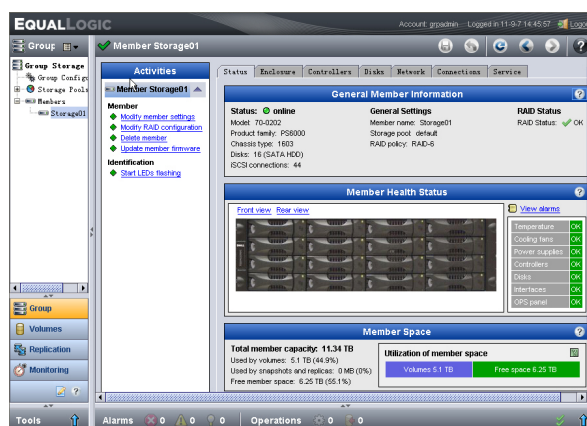 EQUALLOGIC
Account: grpadmin Logged in 11-9-7 14:45:57
Group
Member Storage01
Group Storage
Storage Pools
Members
Storage01
Activities
Member Storage01
Member
Modify member settings
Modify RAID configuration
Delete member
Update member firmware
Identification
Start LEDs flashing
Status Enclosure Controllers Disks Network Connections Service
General Member Information
Status: online
Model: 70-0202
Product family: PS6000
Chassis type: 1603
Disks: 16 (SATA HDD)
iSCSI connections: 44
General Settings
Member name: Storage01
Storage pool: default
RAID policy: RAID-6
RAID Status
RAID Status: OK
Member Health Status
Front view Rear view
View alarms
Temperature OK
Cooling fans OK
Power supplies OK
Controllers OK
Disks OK
Interfaces OK
OPS panel OK
Member Space
Total member capacity: 11.34 TB
Used by volumes: 5.1 TB (44.9%)
Used by snapshots and replicas: 0 MB (0%)
Free member space: 6.25 TB (55.1%)
Utilization of member space
Volumes 5.1 TB Free space 6.25 TB
Group
Volumes
Replication
Monitoring
Tools
Alarms 0 0 0 Operations 0 0